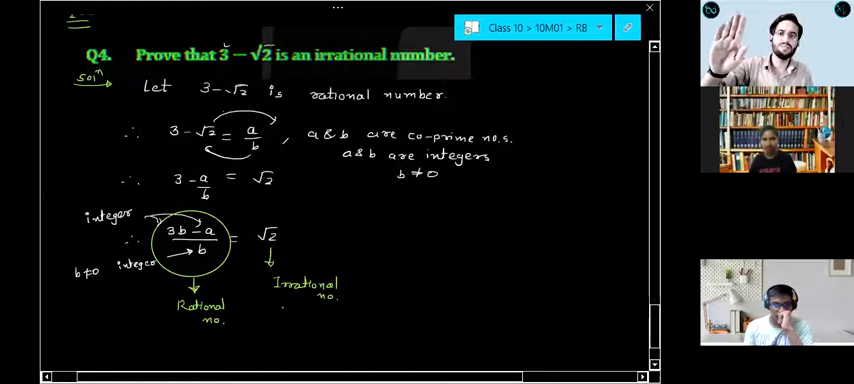 Class 10 > 10M01 > RB
Q4. Prove that 3 − √2 is an irrational number.
Solⁿ Let 3 − √2 is rational number.
∴ 3 − √2 = a/b , a & b are co-prime no.s.
a & b are integers
b ≠ 0
∴ 3 − a/b = √2
integer
∴ 3b − a / b = √2
b ≠ 0 integer
Irrational no.
Rational no.